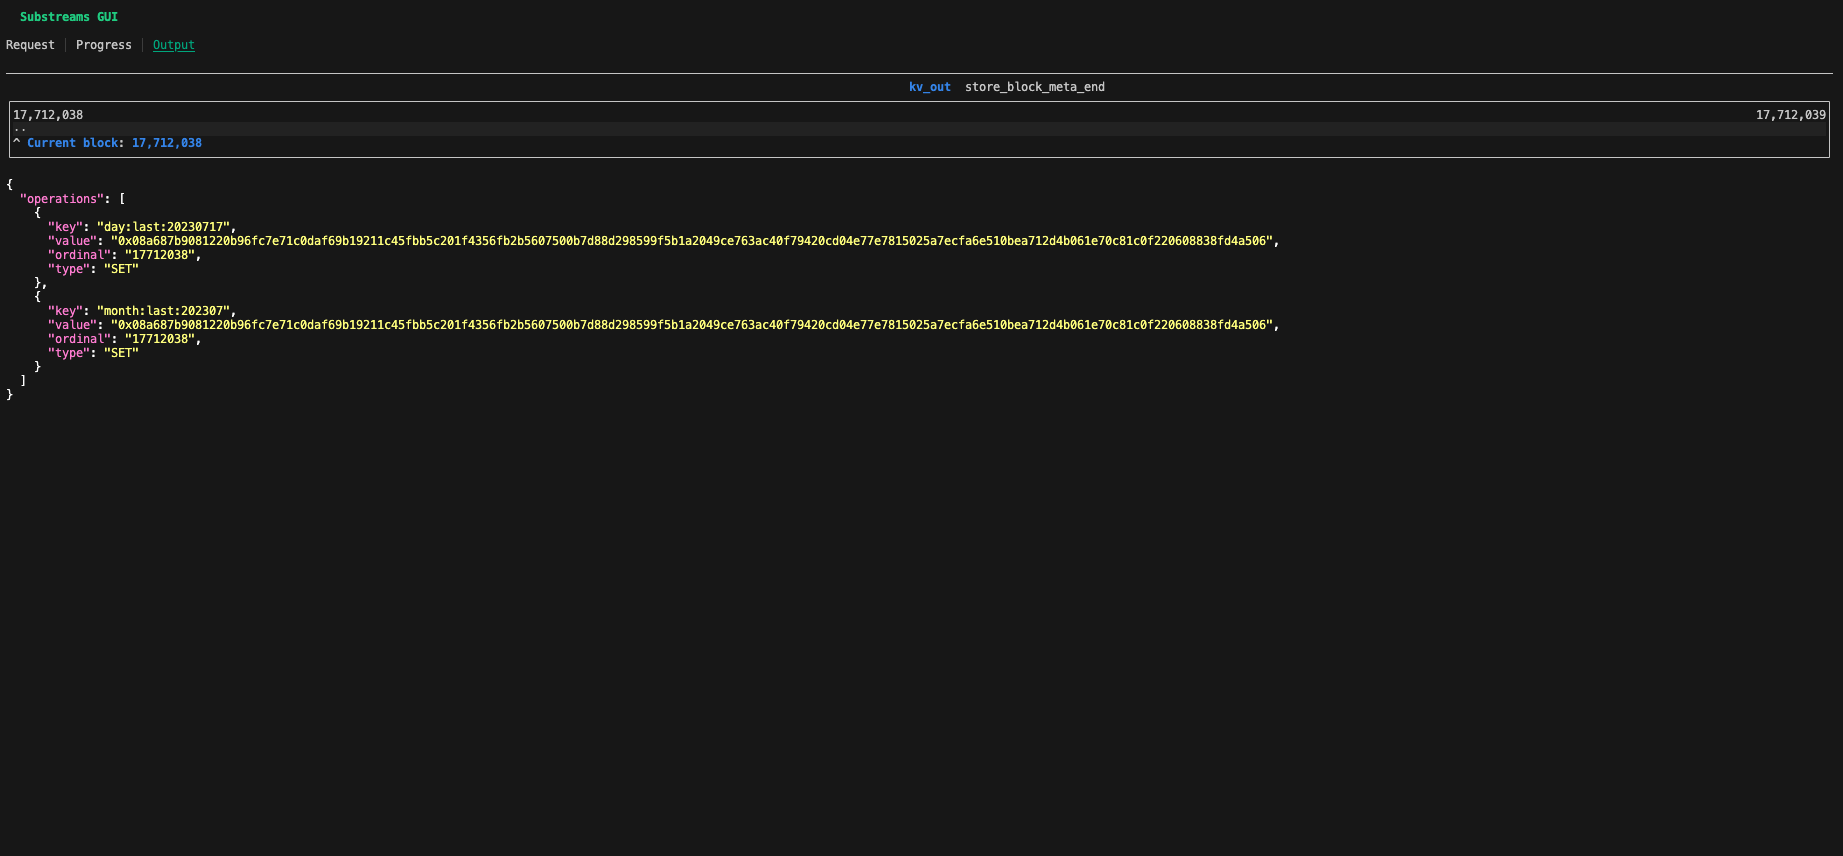 Substreams GUI
Request | Progress | Output
kv_out store_block_meta_end
17,712,038 17,712,039
..
^ Current block: 17,712,038
{
  "operations": [
    {
      "key": "day:last:20230717",
      "value": "0x08a687b9081220b96fc7e71c0daf69b19211c45fbb5c201f4356fb2b5607500b7d88d298599f5b1a2049ce763ac40f79420cd04e77e7815025a7ecfa6e510bea712d4b061e70c81c0f220608838fd4a506",
      "ordinal": "17712038",
      "type": "SET"
    },
    {
      "key": "month:last:202307",
      "value": "0x08a687b9081220b96fc7e71c0daf69b19211c45fbb5c201f4356fb2b5607500b7d88d298599f5b1a2049ce763ac40f79420cd04e77e7815025a7ecfa6e510bea712d4b061e70c81c0f220608838fd4a506",
      "ordinal": "17712038",
      "type": "SET"
    }
  ]
}